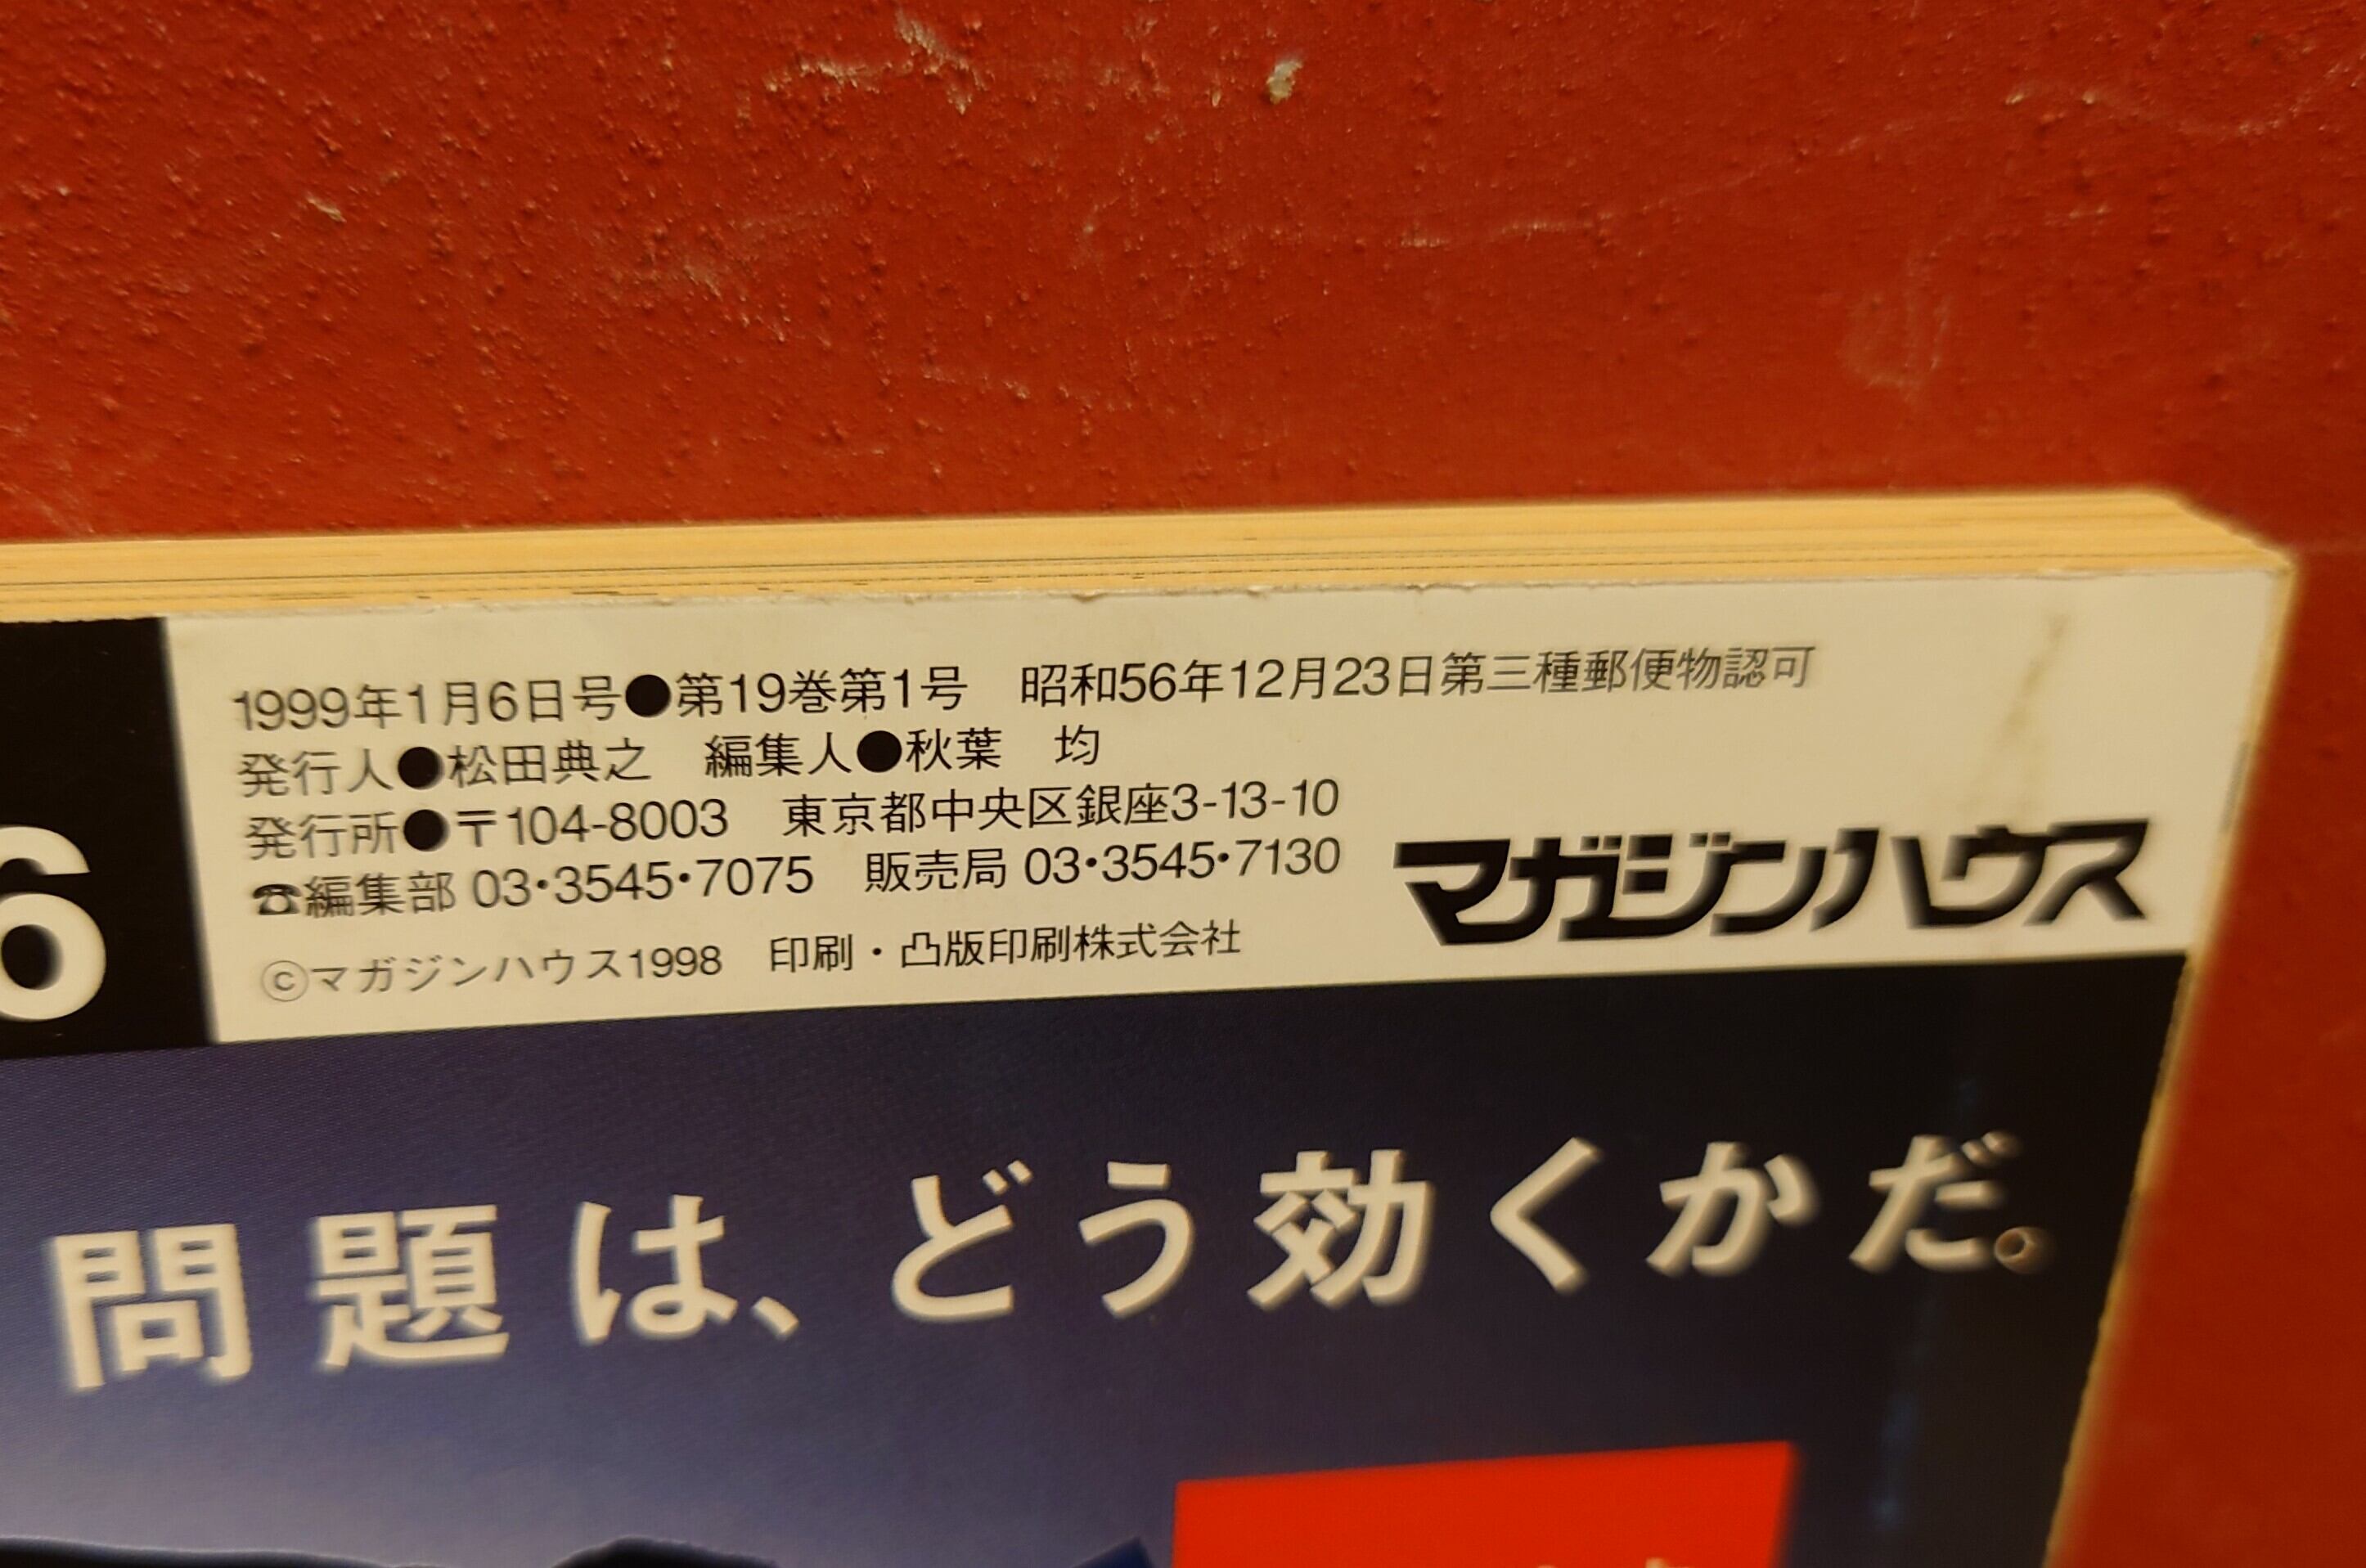 6
1999年1月6日号●第19巻第1号　昭和56年12月23日第三種郵便物認可
発行人●松田典之　編集人●秋葉　均
発行所●〒104-8003　東京都中央区銀座3-13-10
☎編集部 03•3545•7075　販売局 03•3545•7130
マガジンハウス
©マガジンハウス1998　印刷・凸版印刷株式会社
問題は、どう効くかだ。